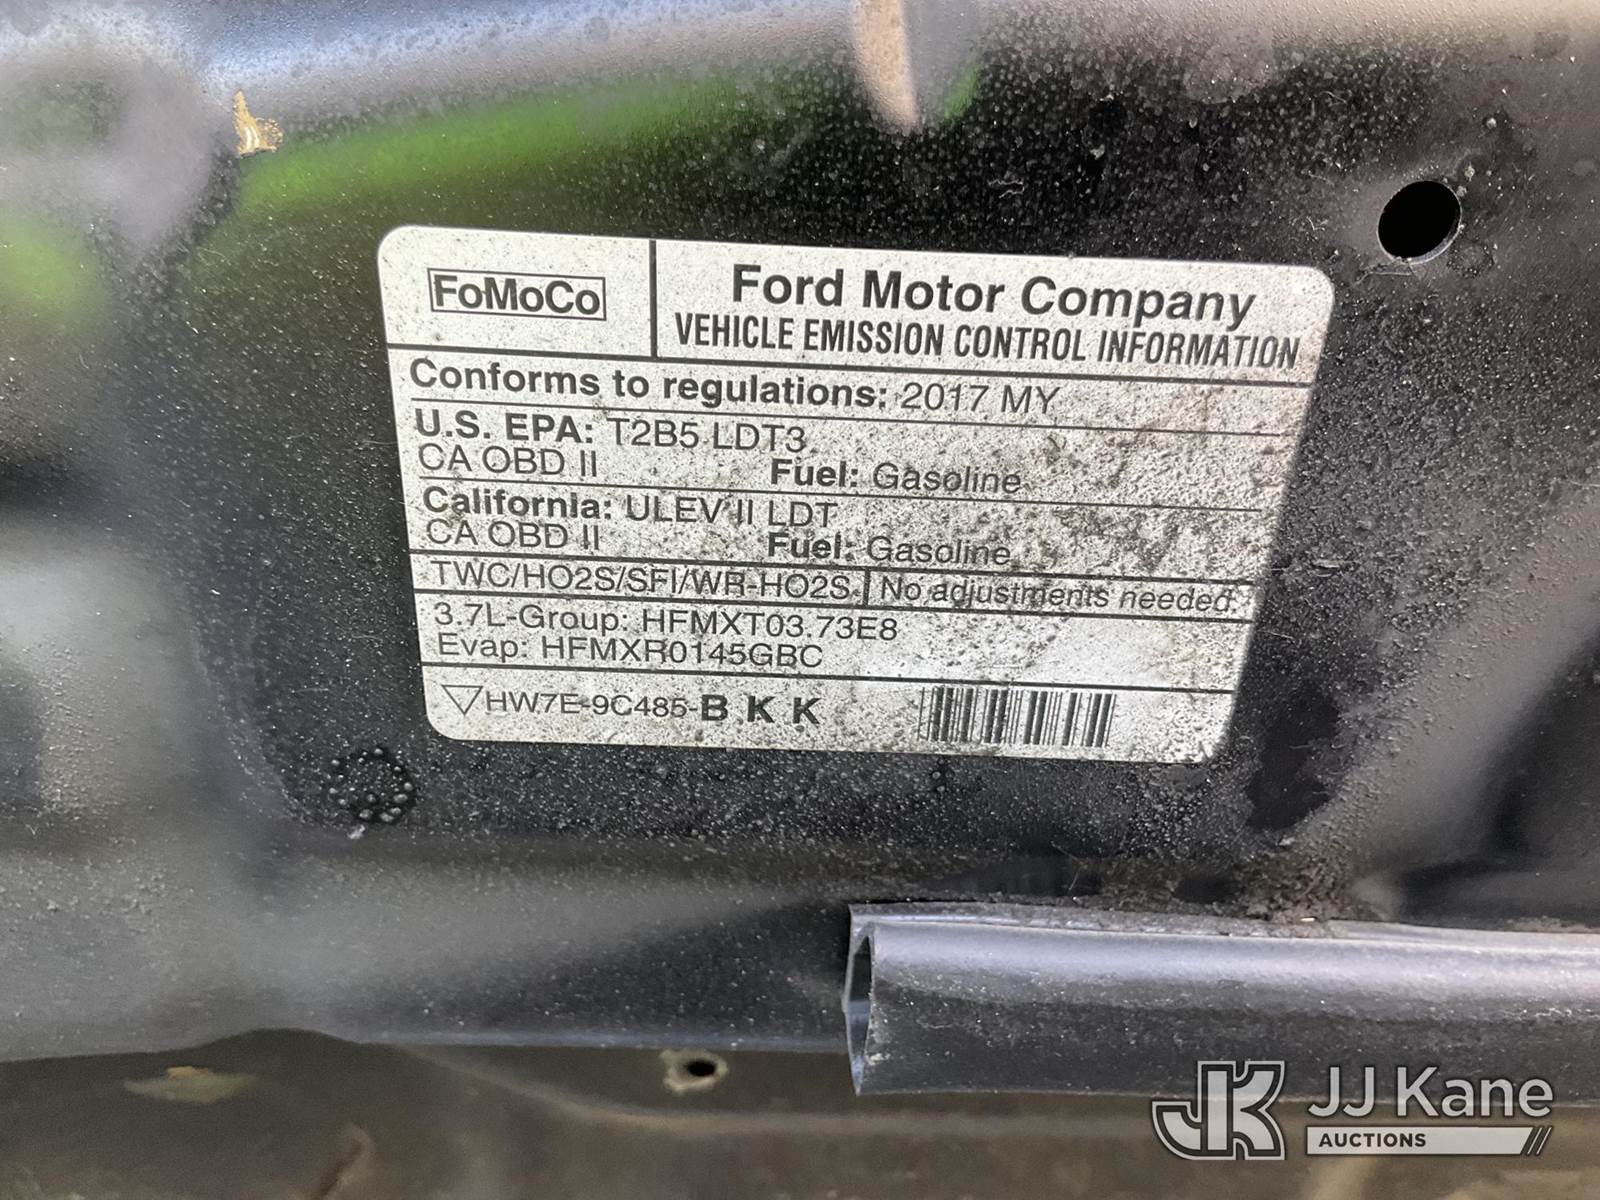 FoMoCo
Ford Motor Company
VEHICLE EMISSION CONTROL INFORMATION
Conforms to regulations: 2017 MY
U.S. EPA: T2B5 LDT3
CA OBD II Fuel: Gasoline
California: ULEV II LDT
CA OBD II Fuel: Gasoline
TWC/HO2S/SFI/WR-HO2S No adjustments needed.
3.7L-Group: HFMXT03.73E8
Evap: HFMXR0145GBC
HW7E-9C485-B K K
JK JJ Kane
AUCTIONS